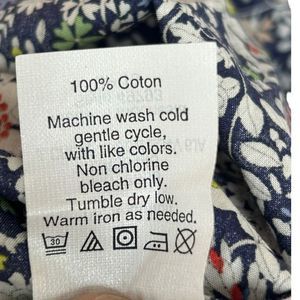 100% Coton
Machine wash cold
gentle cycle,
with like colors.
Non chlorine
bleach only.
Tumble dry low.
Warm iron as needed.
30